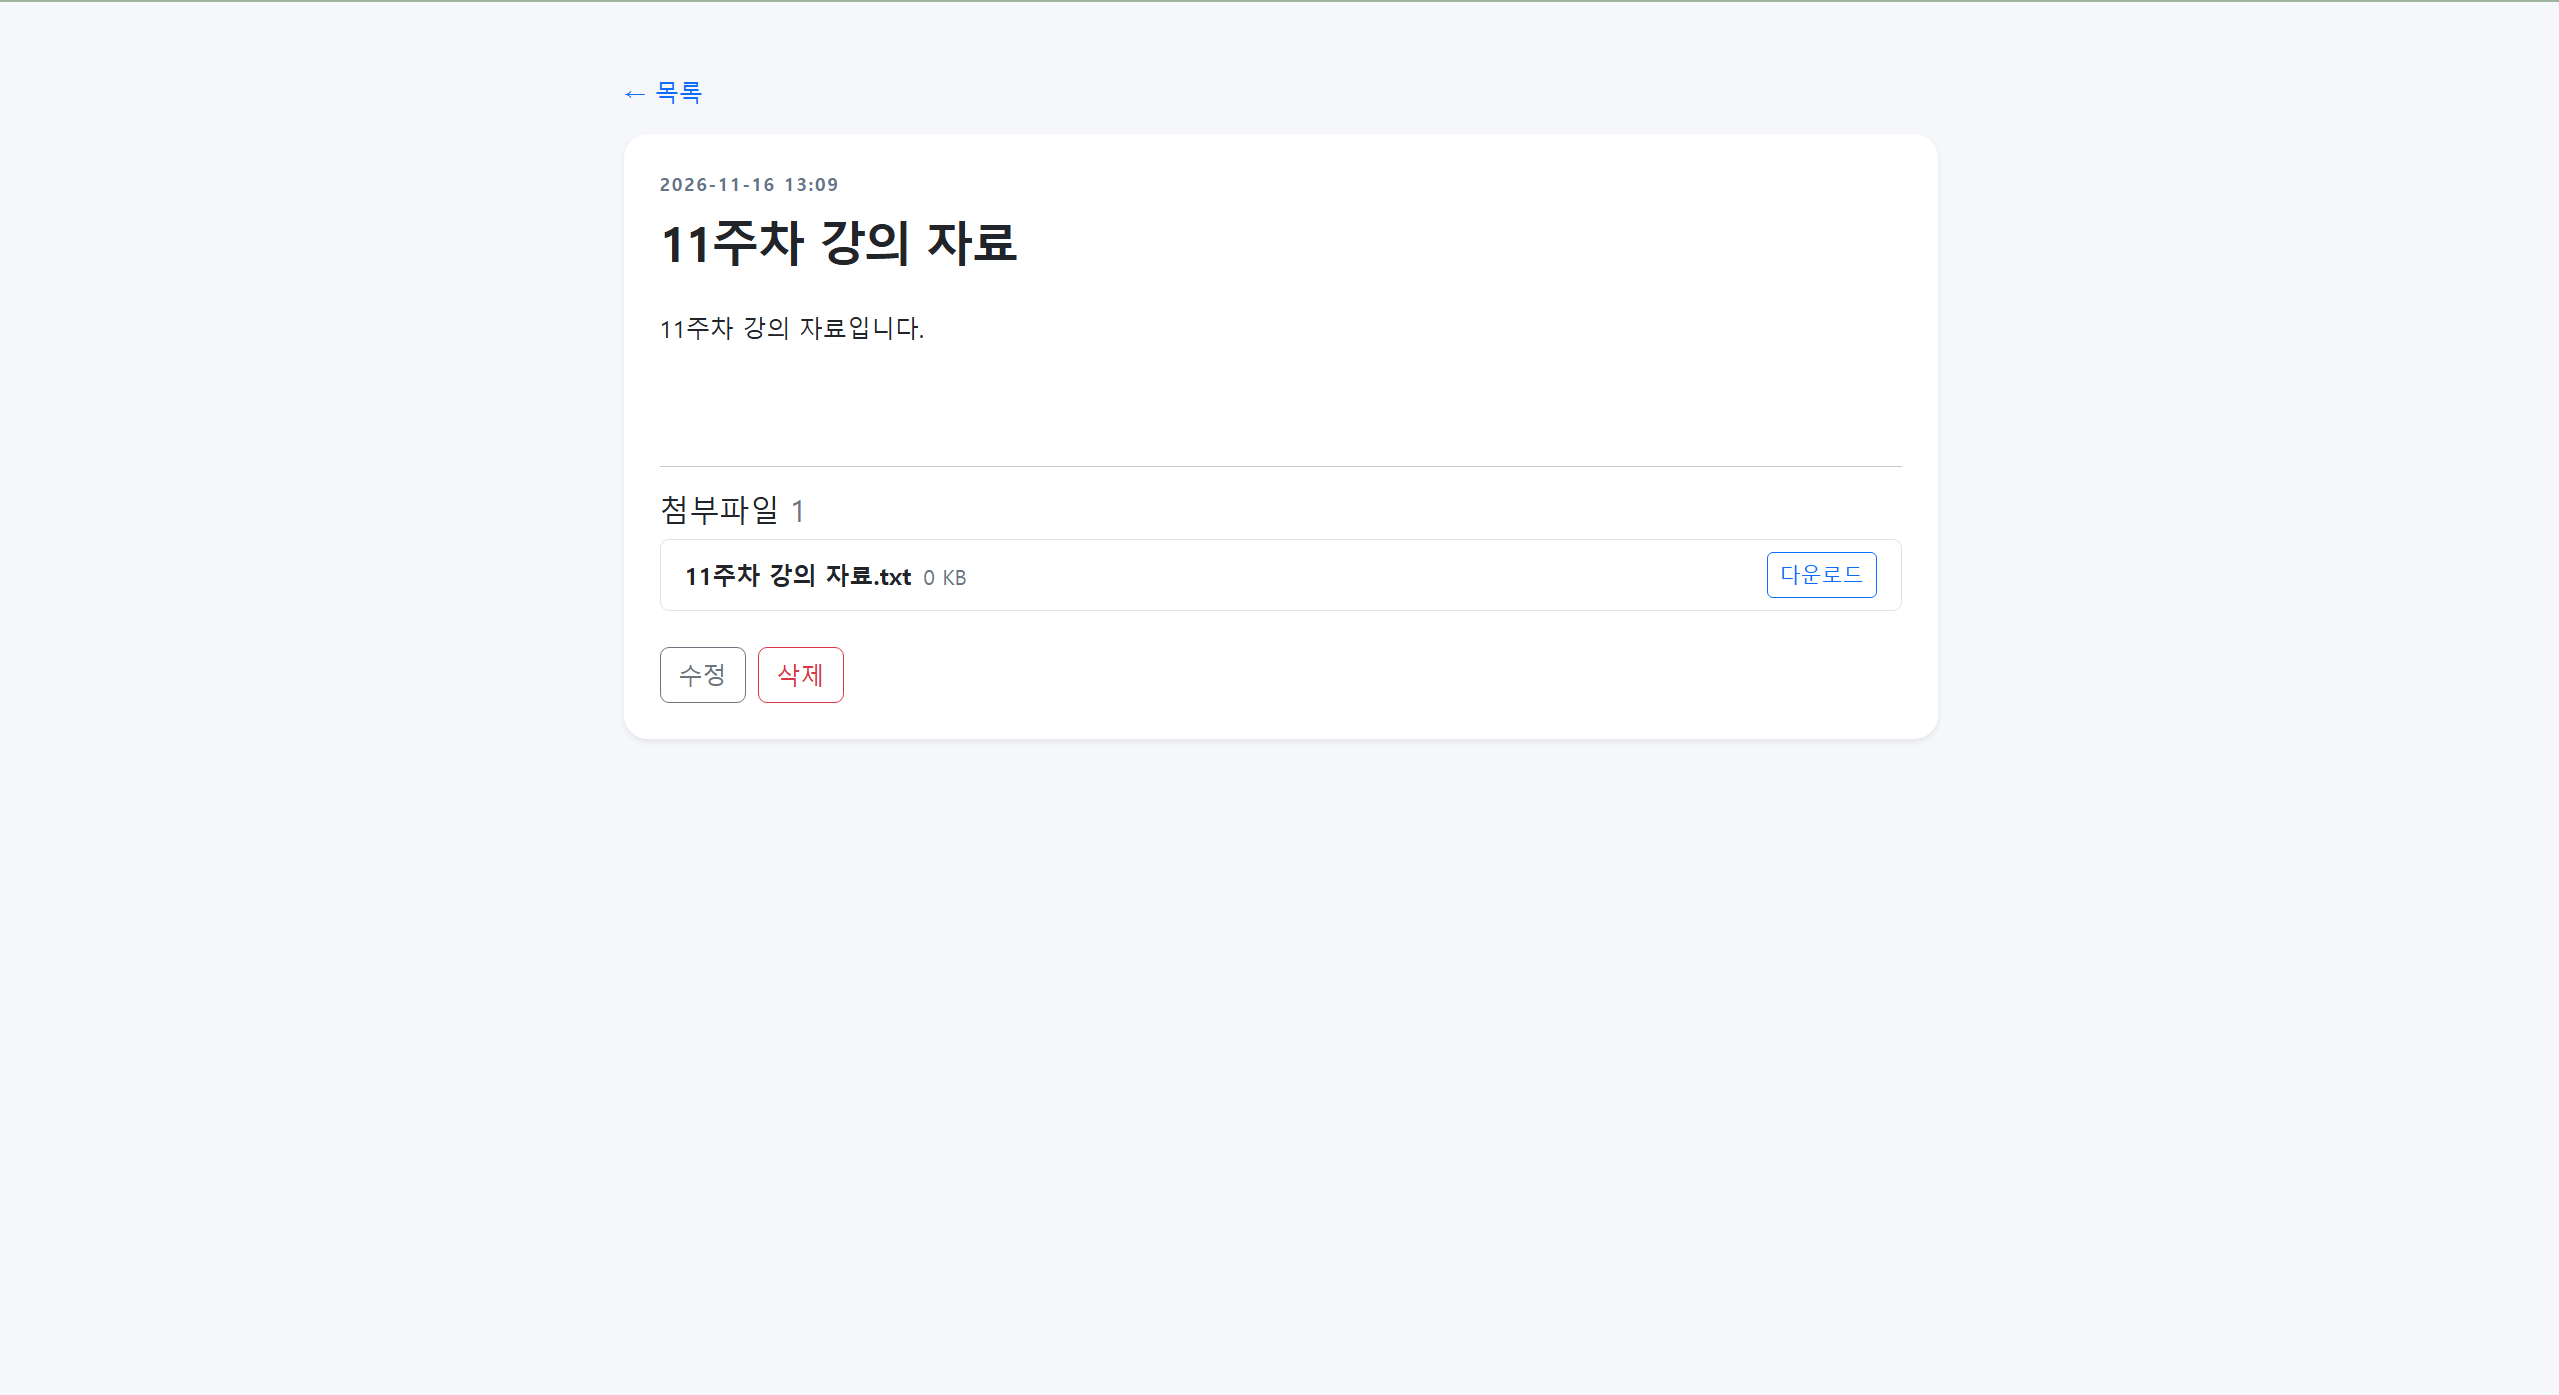 ← 목록
2026-11-16 13:09
11주차 강의 자료
11주차 강의 자료입니다.
첨부파일 1
11주차 강의 자료.txt 0 KB 다운로드
수정 삭제